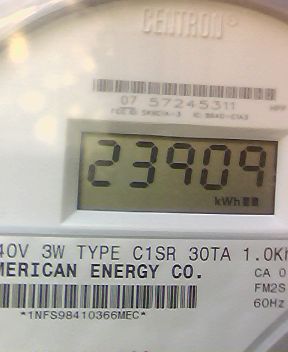 CENTRON®
07 57245311
23909
kWh
40V 3W TYPE C1SR 30TA 1.0Kh
MERICAN ENERGY CO.
CA 0
FM2S
60Hz
*1NFS98410366MEC*